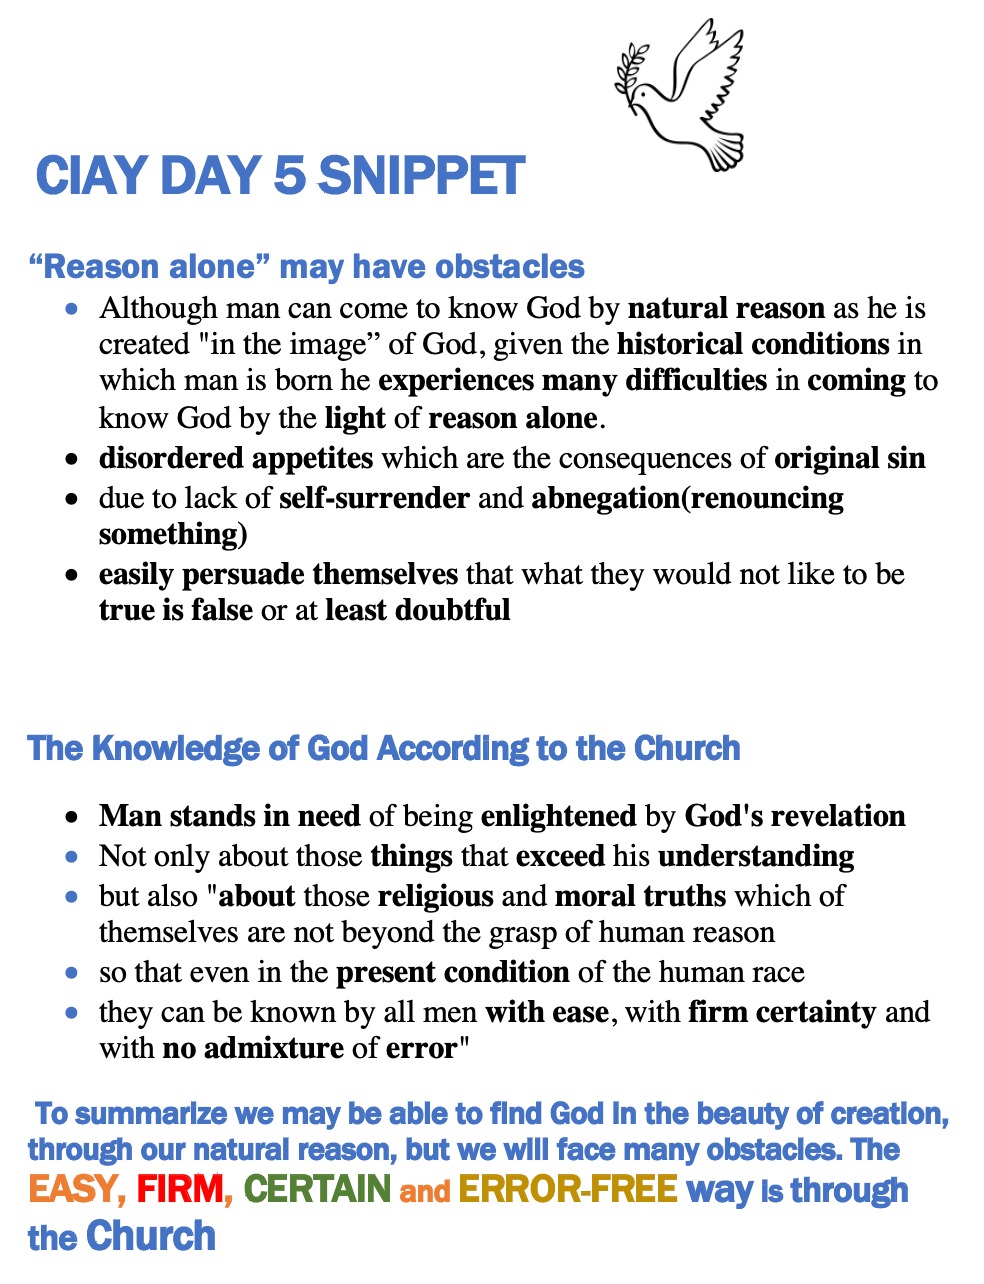 CIAY DAY 5 SNIPPET
“Reason alone” may have obstacles
• Although man can come to know God by natural reason as he is
created "in the image” of God, given the historical conditions in
which man is born he experiences many difficulties in coming to
know God by the light of reason alone.
• disordered appetites which are the consequences of original sin
• due to lack of self-surrender and abnegation(renouncing
something)
• easily persuade themselves that what they would not like to be
true is false or at least doubtful
The Knowledge of God According to the Church
• Man stands in need of being enlightened by God's revelation
• Not only about those things that exceed his understanding
• but also "about those religious and moral truths which of
themselves are not beyond the grasp of human reason
• so that even in the present condition of the human race
• they can be known by all men with ease, with firm certainty and
with no admixture of error"
To summarize we may be able to find God in the beauty of creation,
through our natural reason, but we will face many obstacles. The
EASY, FIRM, CERTAIN and ERROR-FREE way is through
the Church